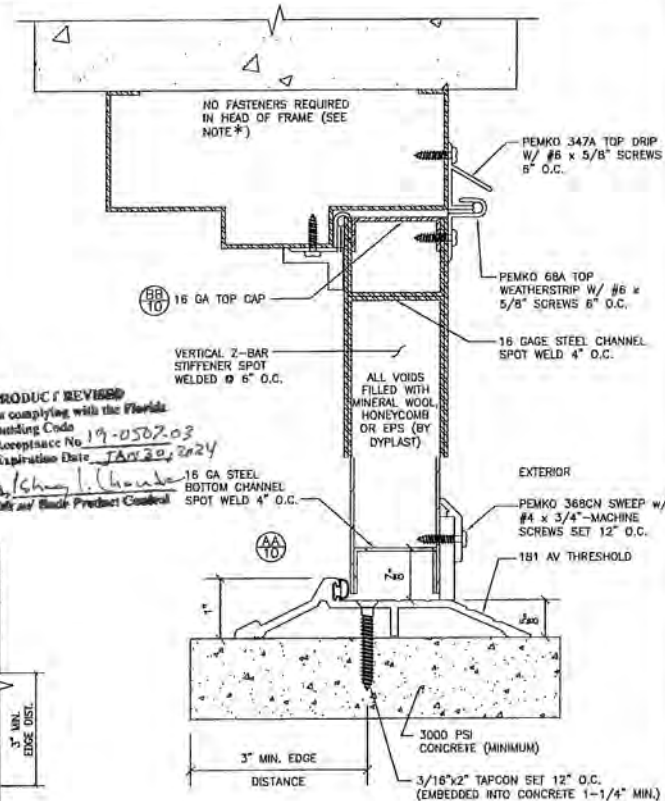 NO FASTENERS REQUIRED
IN HEAD OF FRAME (SEE
NOTE*)
PEMKO 347A TOP DRIP
W/ #6 x 5/8" SCREWS
6" O.C.
BB
10
16 GA TOP CAP
PEMKO 68A TOP
WEATHERSTRIP W/ #6 x
5/8" SCREWS 6" O.C.
16 GAGE STEEL CHANNEL
SPOT WELD 4" O.C.
VERTICAL Z-BAR
STIFFENER SPOT
WELDED @ 6" O.C.
ALL VOIDS
FILLED WITH
MINERAL WOOL,
HONEYCOMB
OR EPS (BY
DYPLAST)
PRODUCT REVISED
as complying with the Florida
Building Code
Acceptance No 19-0507.03
Expiration Date JAN 30, 2024
Product Control
16 GA STEEL
BOTTOM CHANNEL
SPOT WELD 4" O.C.
EXTERIOR
PEMKO 368CN SWEEP W/
#4 x 3/4"-MACHINE
SCREWS SET 12" O.C.
AA
10
181 AV THRESHOLD
1"
3" MIN.
EDGE DIST.
3000 PSI
CONCRETE (MINIMUM)
3" MIN. EDGE
DISTANCE
3/16"x2" TAPCON SET 12" O.C.
(EMBEDDED INTO CONCRETE 1-1/4" MIN.)